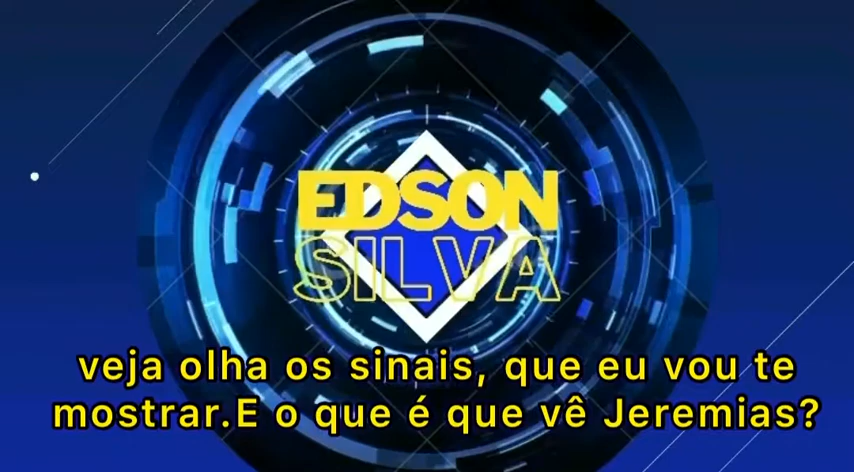 EDSON
SILVA
veja olha os sinais, que eu vou te
mostrar.E o que é que vê Jeremias?